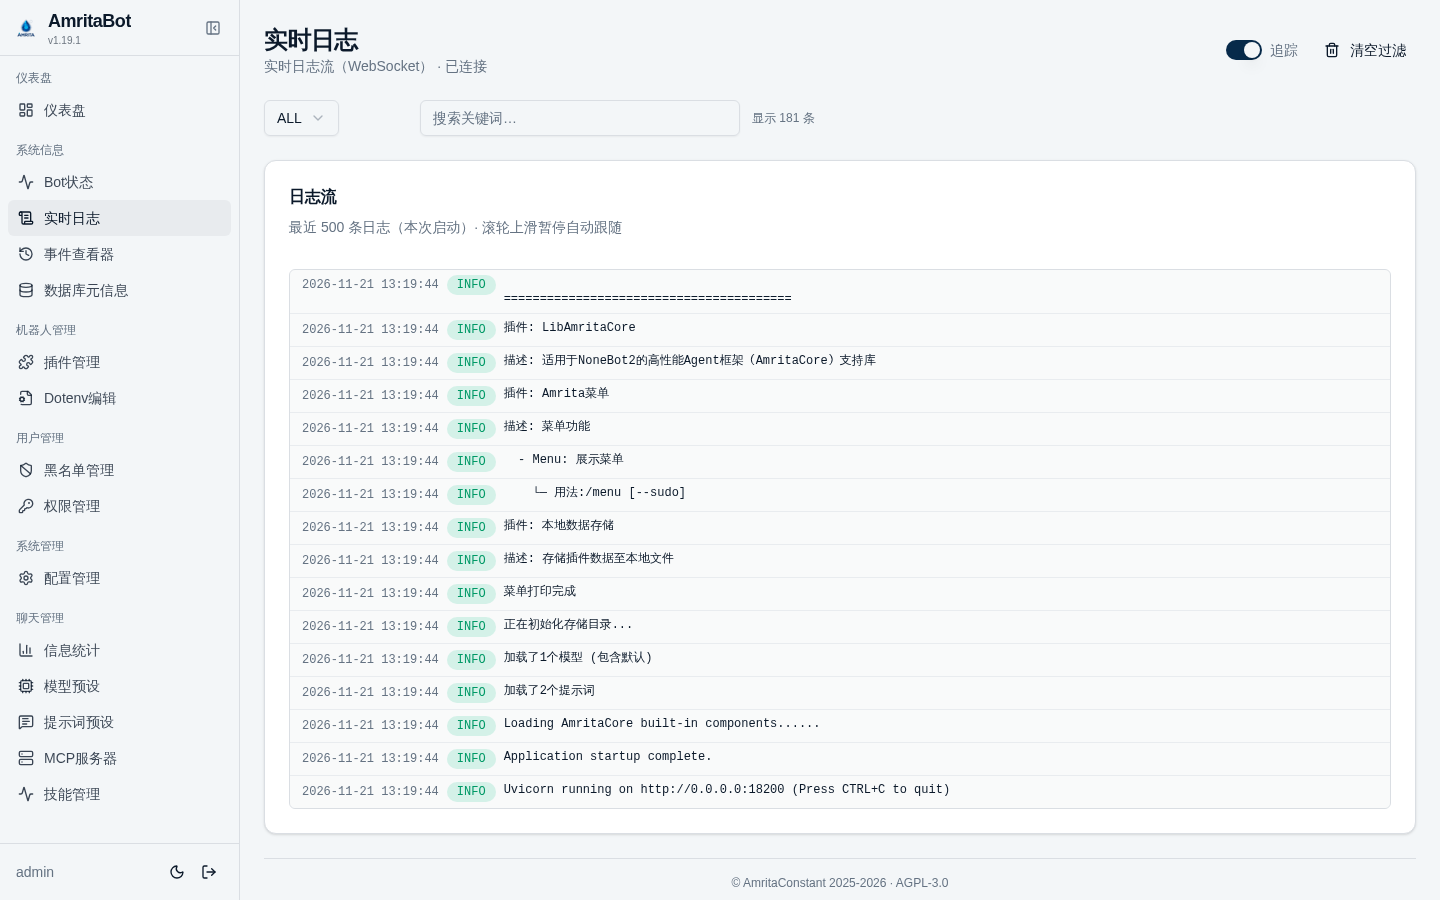 AmritaBot
v1.19.1
仪表盘
仪表盘
系统信息
Bot状态
实时日志
事件查看器
数据库元信息
机器人管理
插件管理
Dotenv编辑
用户管理
黑名单管理
权限管理
系统管理
配置管理
聊天管理
信息统计
模型预设
提示词预设
MCP服务器
技能管理
admin
实时日志
实时日志流（WebSocket） · 已连接
追踪
清空过滤
ALL
搜索关键词…
显示 181 条
日志流
最近 500 条日志（本次启动）· 滚轮上滑暂停自动跟随
2026-11-21 13:19:44 INFO
========================================
2026-11-21 13:19:44 INFO 插件: LibAmritaCore
2026-11-21 13:19:44 INFO 描述: 适用于NoneBot2的高性能Agent框架（AmritaCore）支持库
2026-11-21 13:19:44 INFO 插件: Amrita菜单
2026-11-21 13:19:44 INFO 描述: 菜单功能
2026-11-21 13:19:44 INFO - Menu: 展示菜单
2026-11-21 13:19:44 INFO └─ 用法:/menu [--sudo]
2026-11-21 13:19:44 INFO 插件: 本地数据存储
2026-11-21 13:19:44 INFO 描述: 存储插件数据至本地文件
2026-11-21 13:19:44 INFO 菜单打印完成
2026-11-21 13:19:44 INFO 正在初始化存储目录...
2026-11-21 13:19:44 INFO 加载了1个模型 (包含默认)
2026-11-21 13:19:44 INFO 加载了2个提示词
2026-11-21 13:19:44 INFO Loading AmritaCore built-in components......
2026-11-21 13:19:44 INFO Application startup complete.
2026-11-21 13:19:44 INFO Uvicorn running on http://0.0.0.0:18200 (Press CTRL+C to quit)
© AmritaConstant 2025-2026 · AGPL-3.0